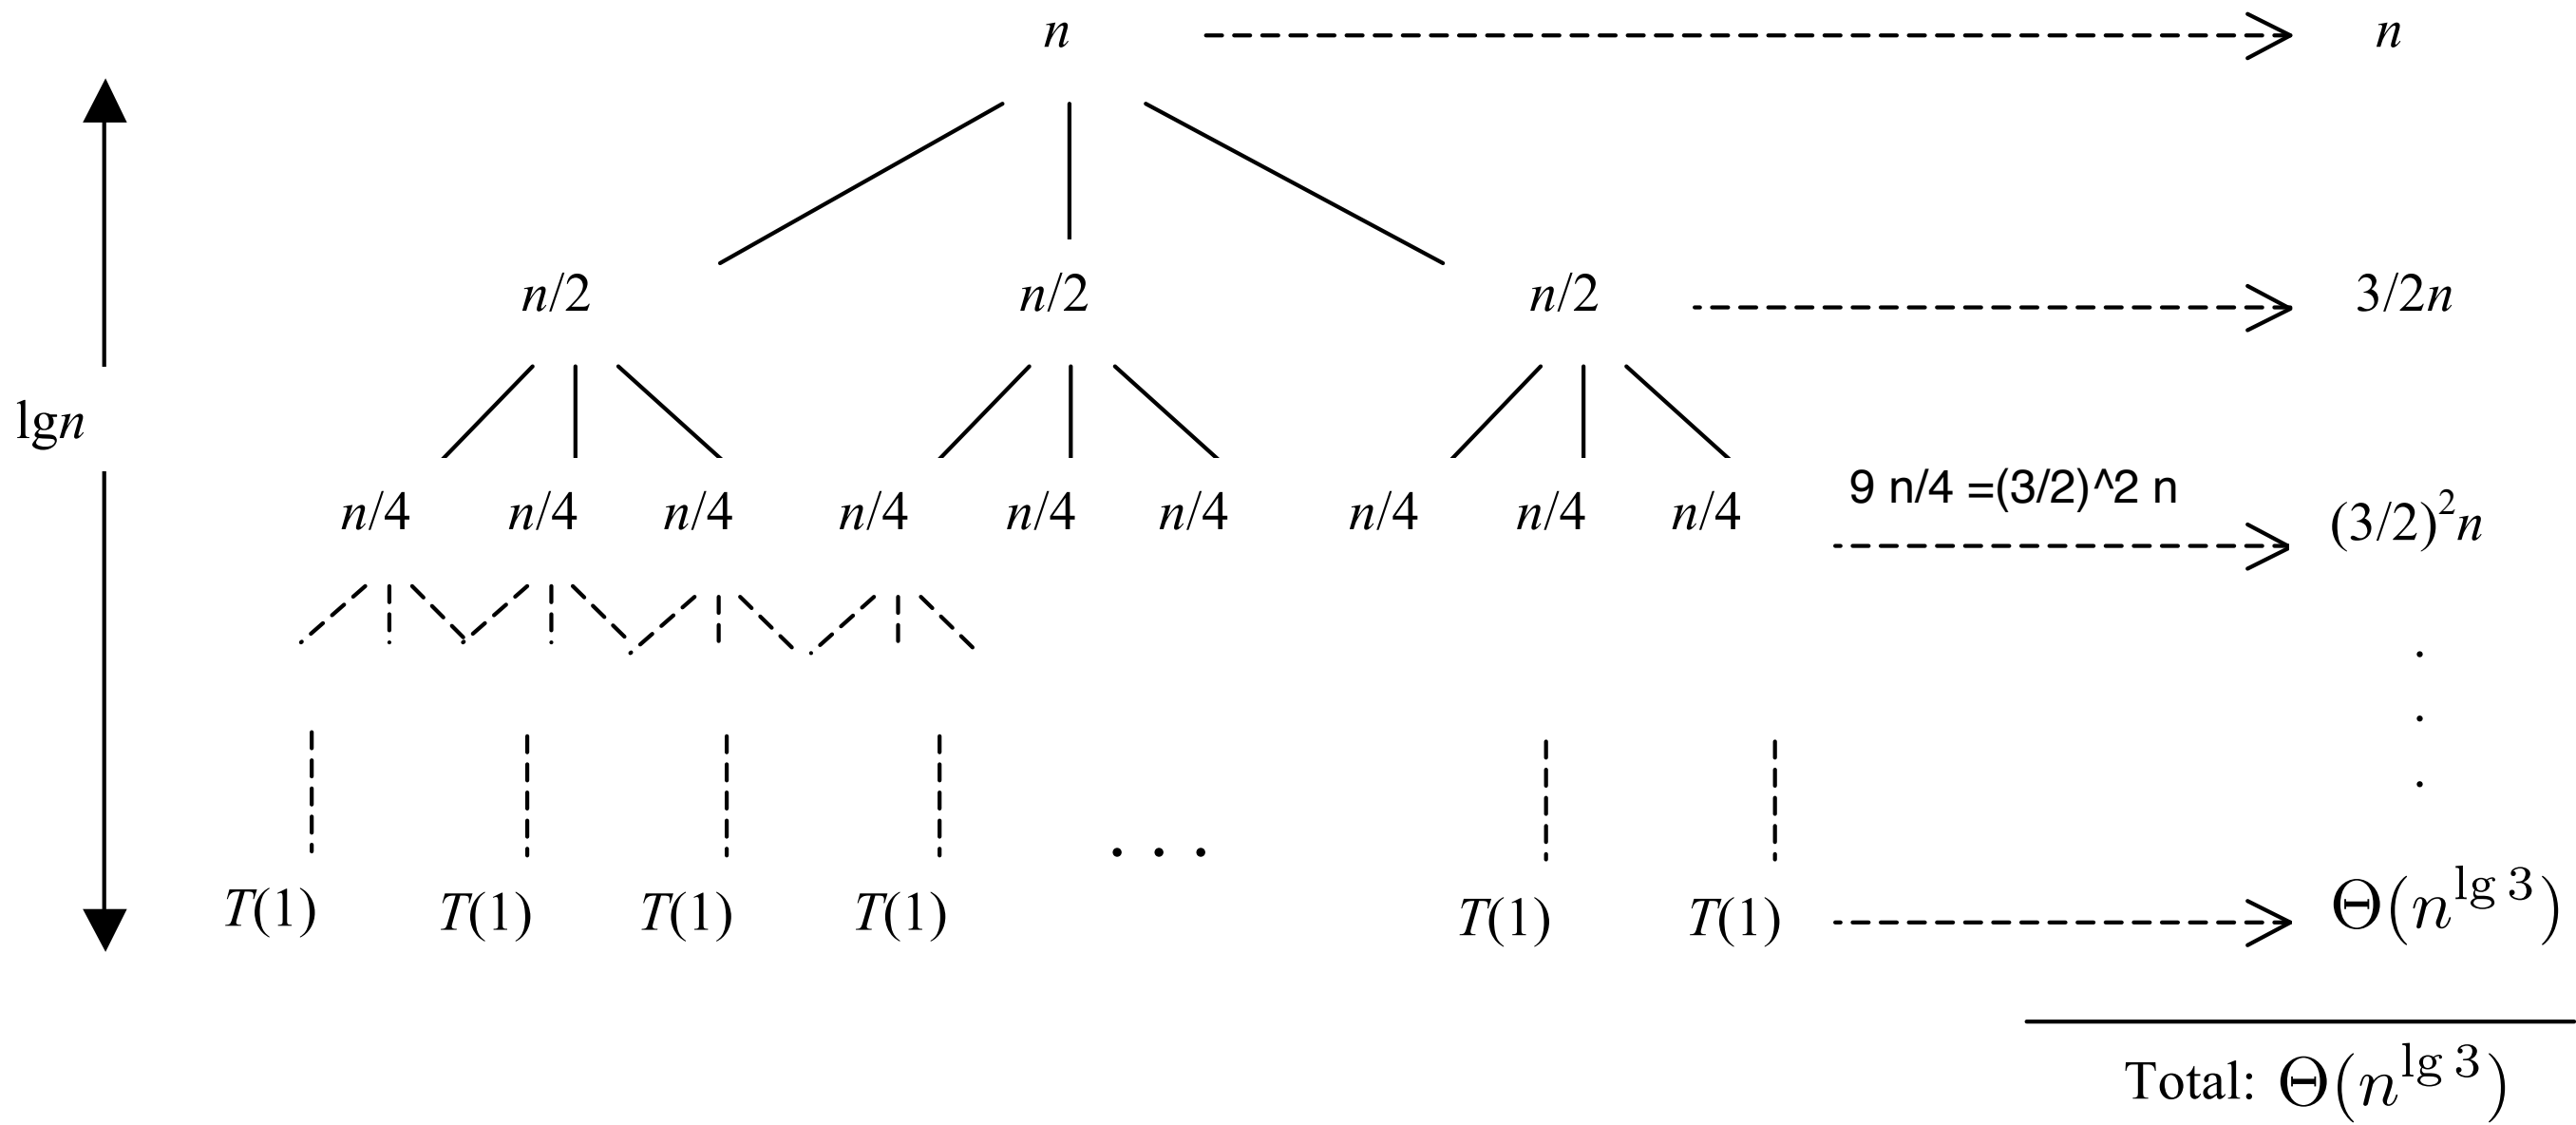 n n
n/2 n/2 n/2 3/2n
lgn
n/4 n/4 n/4 n/4 n/4 n/4 n/4 n/4 n/4 9 n/4 =(3/2)^2 n (3/2)²n
. . .
T(1) T(1) T(1) T(1) T(1) T(1) Θ(n^{lg 3})
Total: Θ(n^{lg 3})